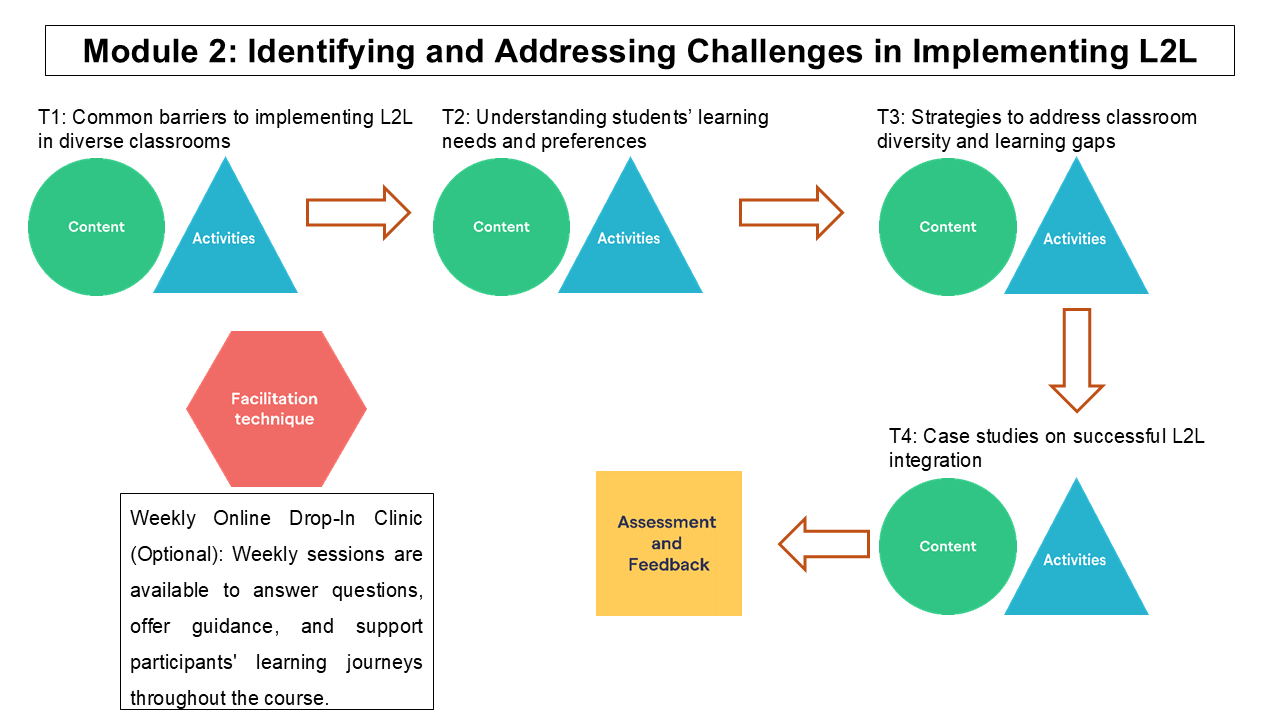 Module 2: Identifying and Addressing Challenges in Implementing L2L
T1: Common barriers to implementing L2L
in diverse classrooms
T2: Understanding students’ learning
needs and preferences
T3: Strategies to address classroom
diversity and learning gaps
Content
Activities
Content
Activities
Content
Activities
Facilitation
technique
T4: Case studies on successful L2L
integration
Weekly Online Drop-In Clinic
(Optional): Weekly sessions are
available to answer questions,
offer guidance, and support
participants' learning journeys
throughout the course.
Assessment
and
Feedback
Content
Activities